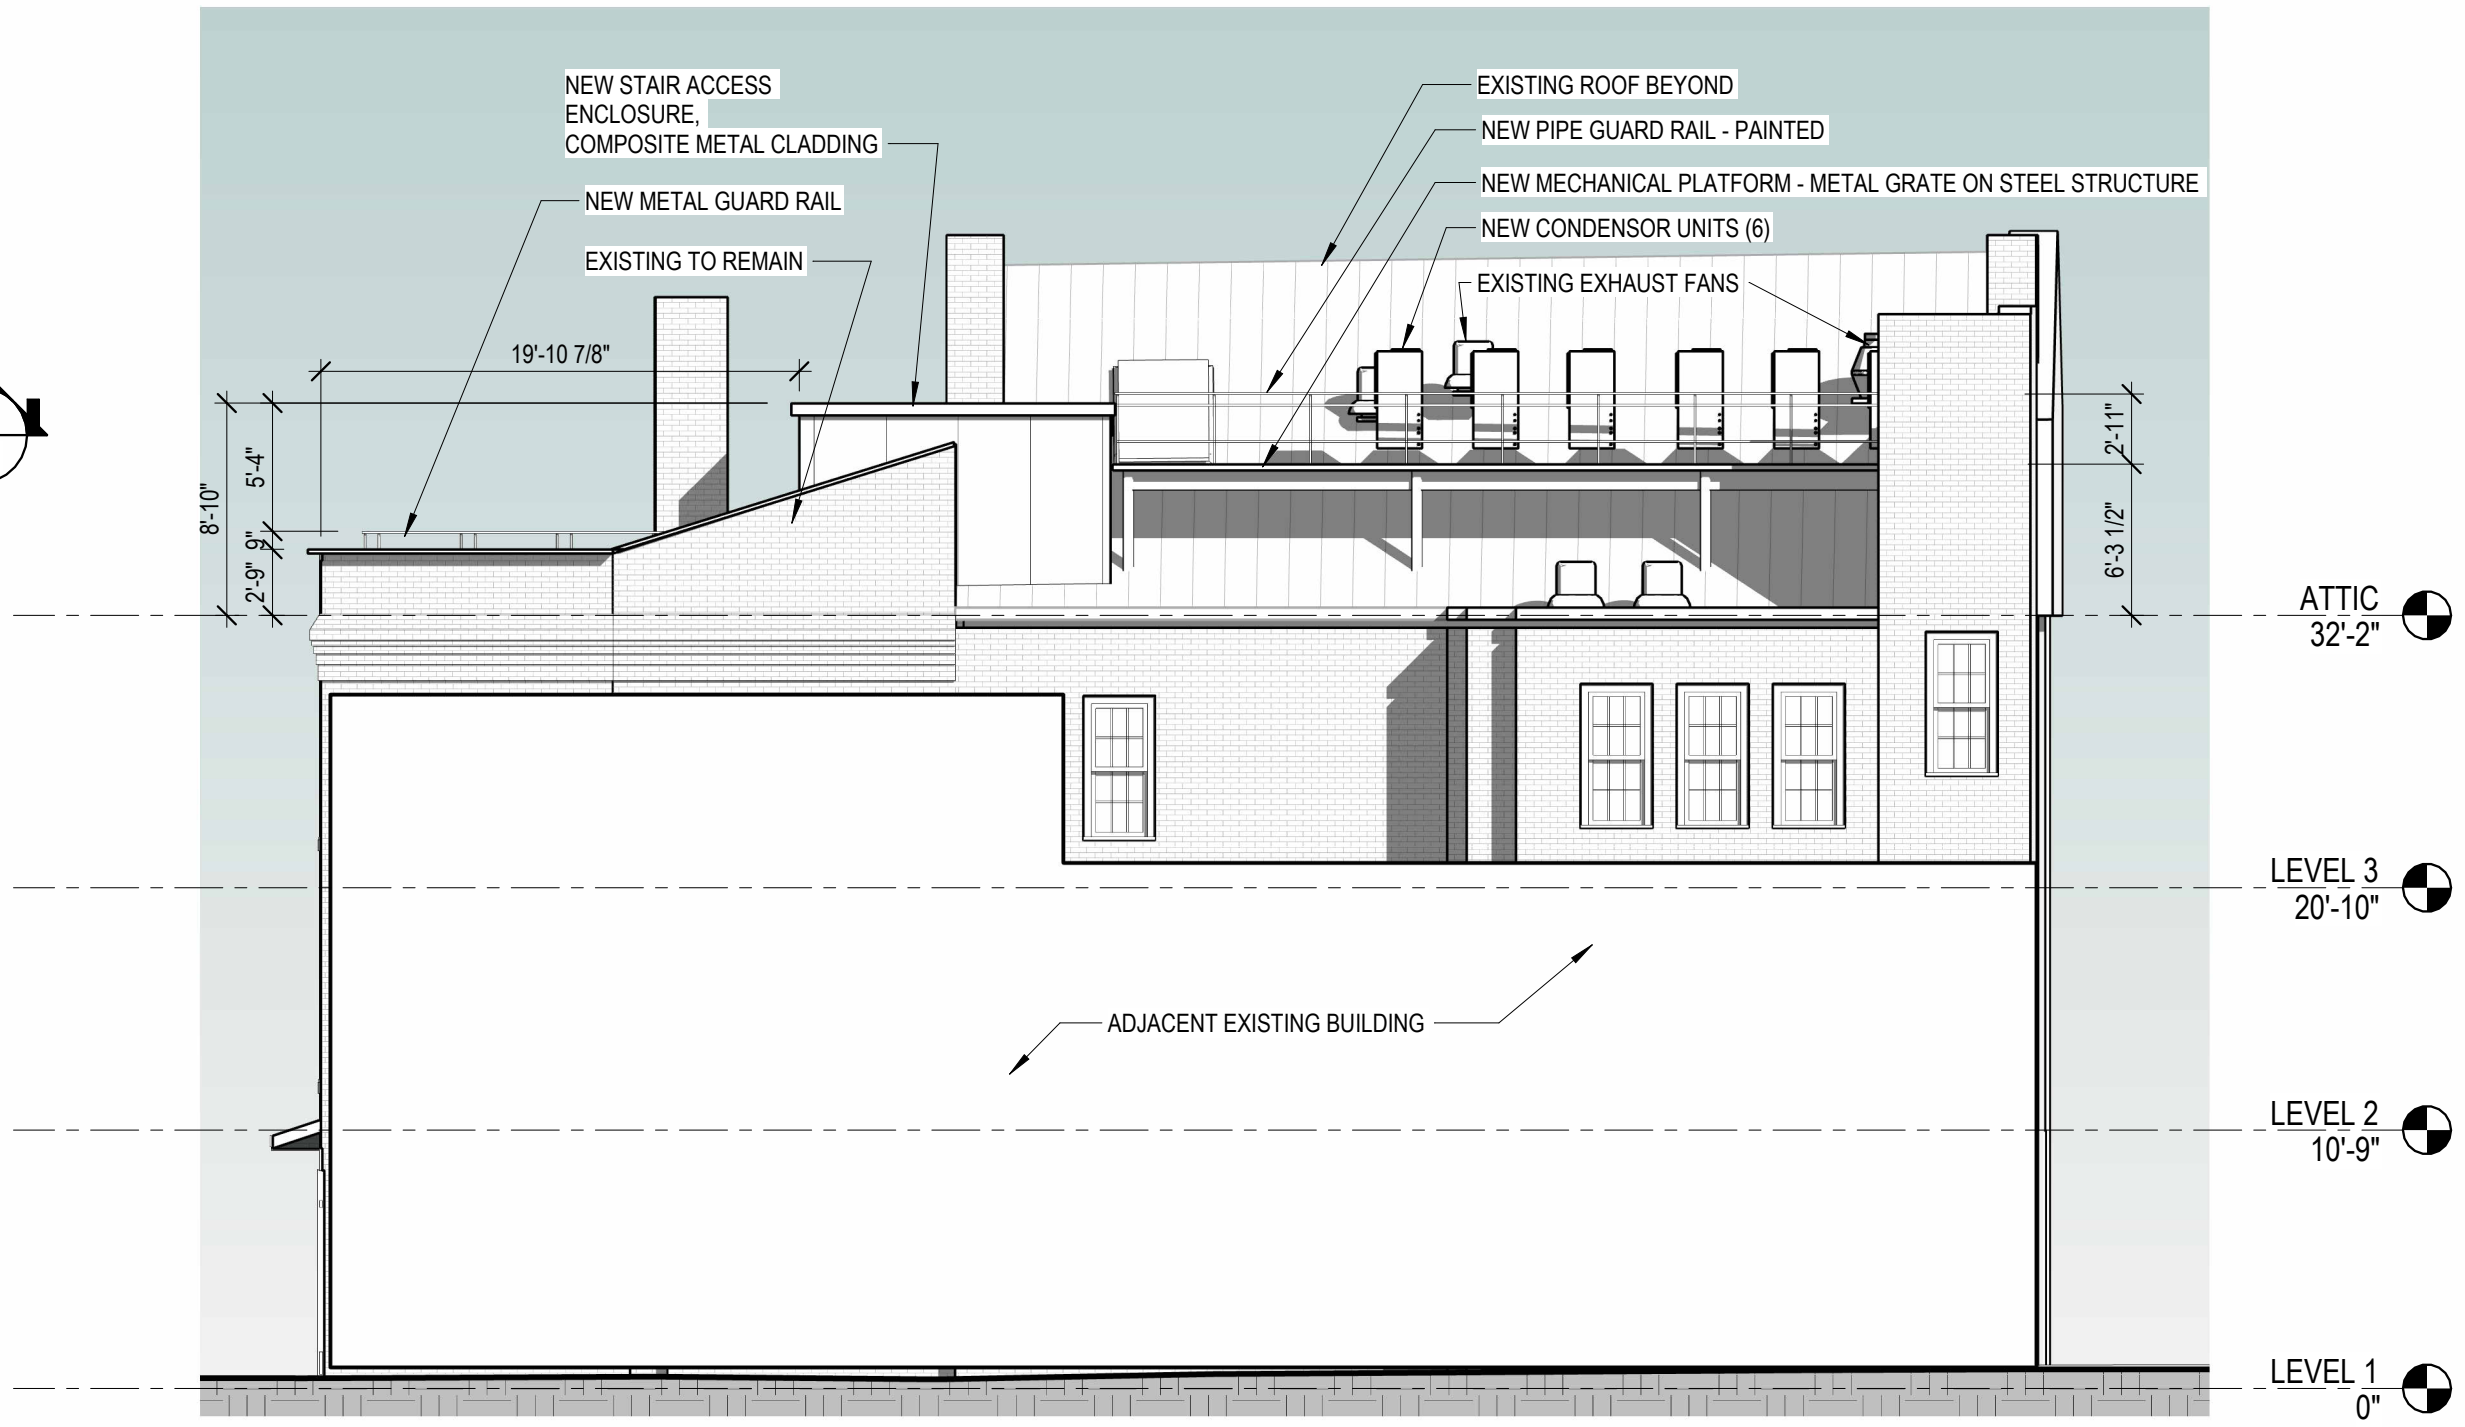 NEW STAIR ACCESS
ENCLOSURE,
COMPOSITE METAL CLADDING
NEW METAL GUARD RAIL
EXISTING TO REMAIN
EXISTING ROOF BEYOND
NEW PIPE GUARD RAIL - PAINTED
NEW MECHANICAL PLATFORM - METAL GRATE ON STEEL STRUCTURE
NEW CONDENSOR UNITS (6)
EXISTING EXHAUST FANS
19'-10 7/8"
8'-10"
5'-4"
9"
2'-9"
2'-11"
6'-3 1/2"
ATTIC
32'-2"
LEVEL 3
20'-10"
ADJACENT EXISTING BUILDING
LEVEL 2
10'-9"
LEVEL 1
0"